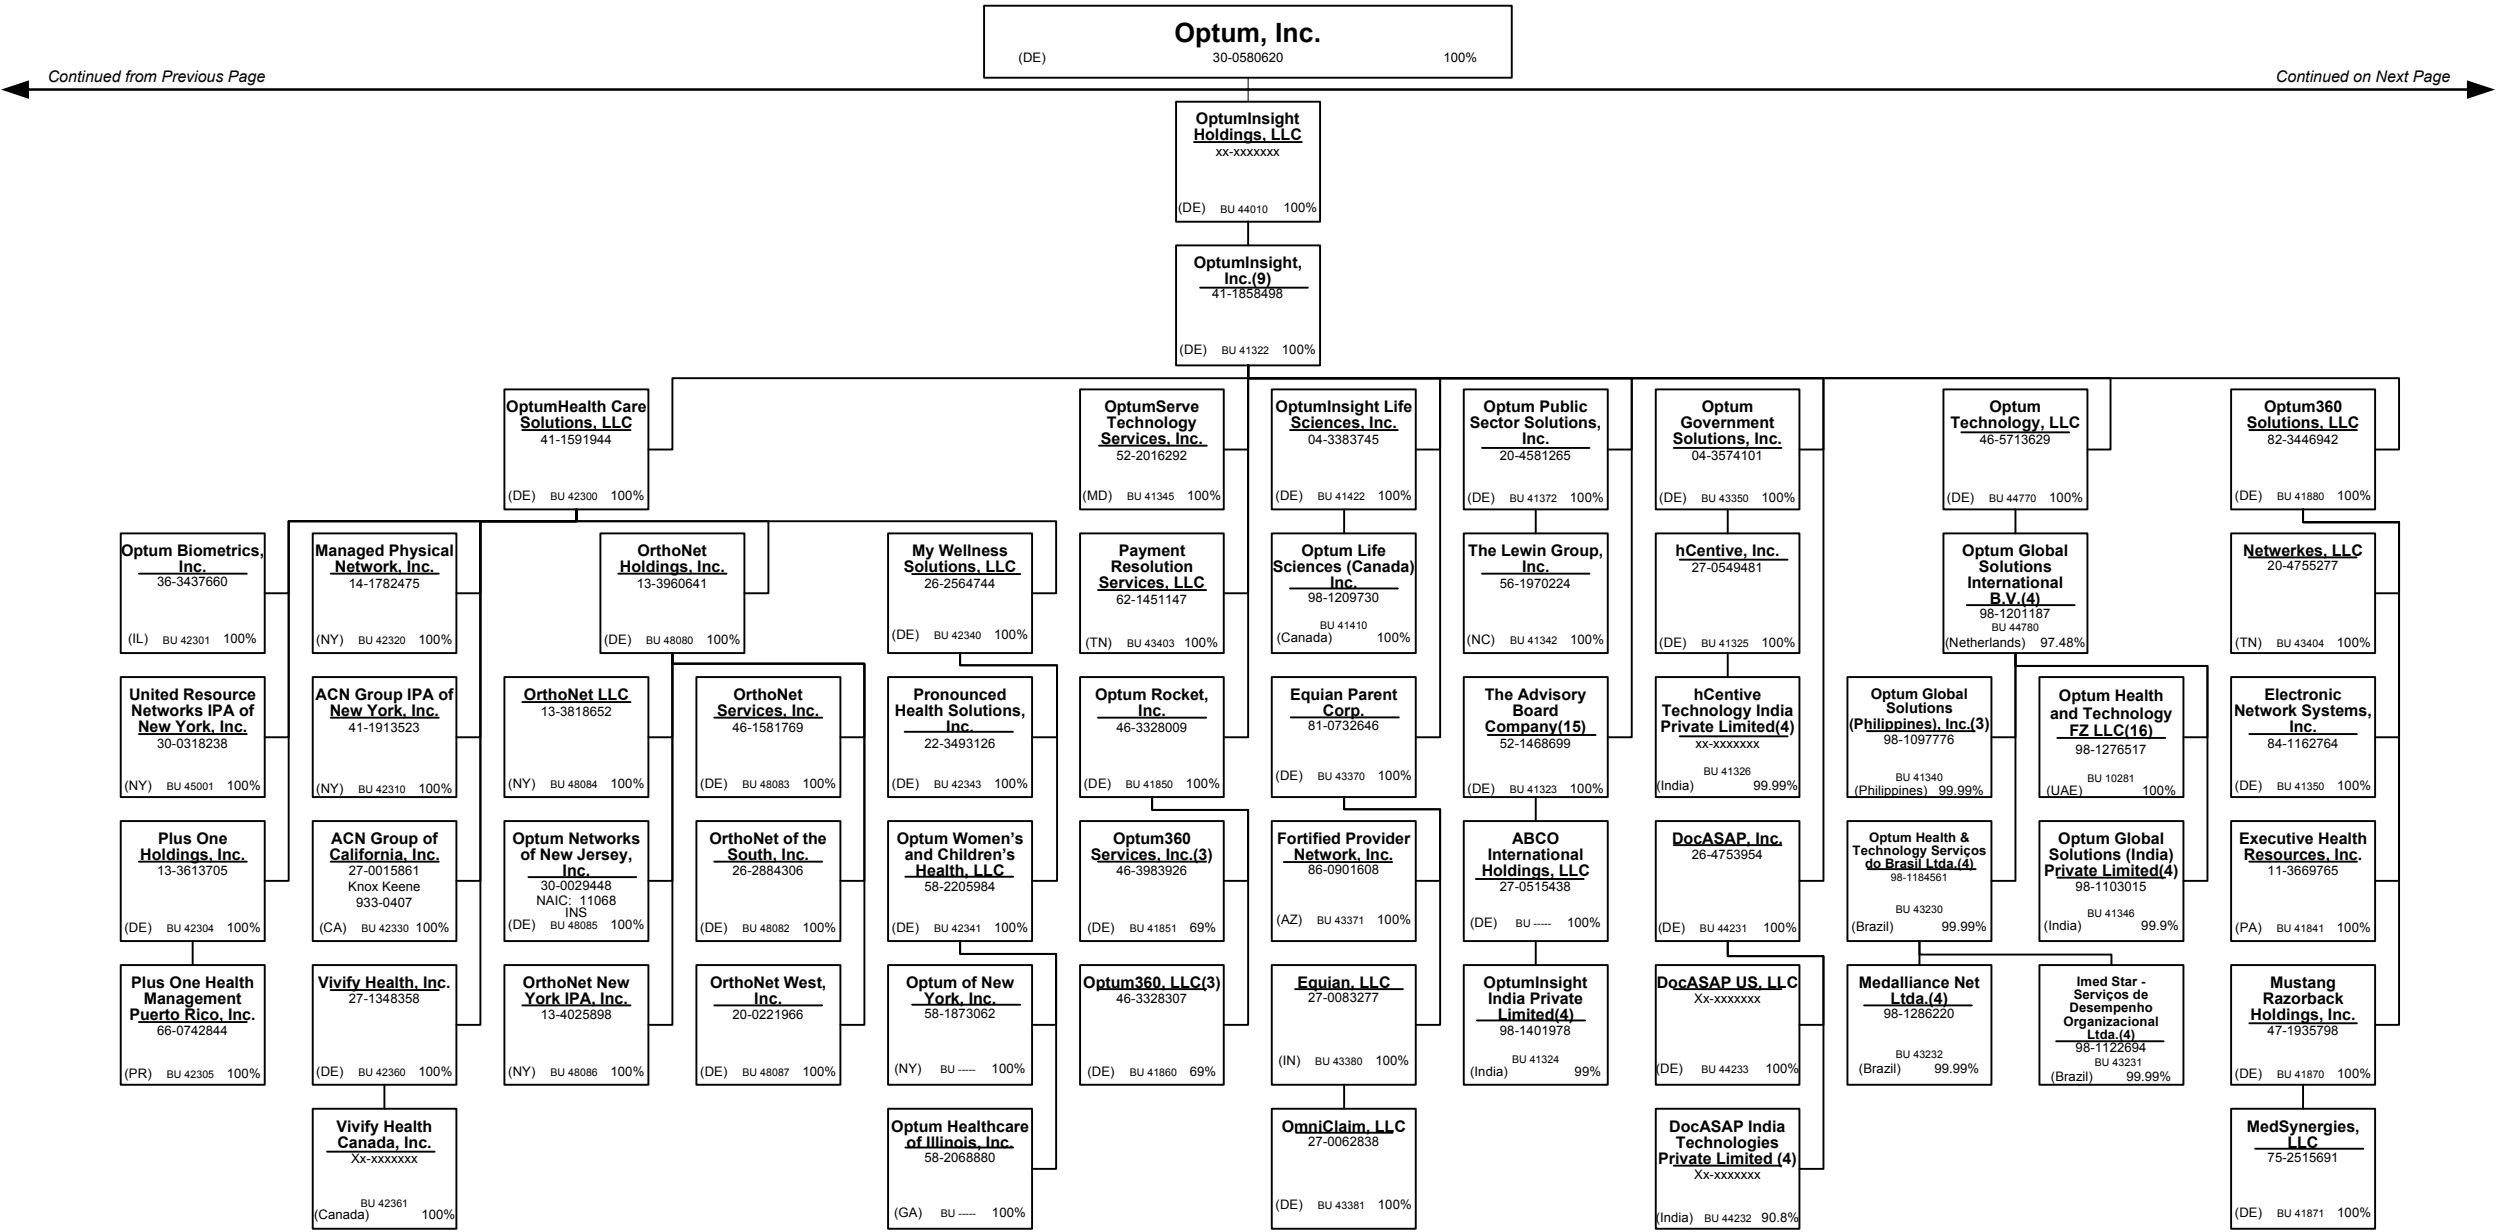 Optum, Inc.
(DE) 30-0580620 100%
Continued from Previous Page
Continued on Next Page
OptumInsight
Holdings, LLC
xx-xxxxxxx
(DE) BU 44010 100%
OptumInsight,
Inc.(9)
41-1858498
(DE) BU 41322 100%
OptumHealth Care
Solutions, LLC
41-1591944
(DE) BU 42300 100%
OptumServe
Technology
Services, Inc.
52-2016292
(MD) BU 41345 100%
OptumInsight Life
Sciences, Inc.
04-3383745
(DE) BU 41422 100%
Optum Public
Sector Solutions,
Inc.
20-4581265
(DE) BU 41372 100%
Optum
Government
Solutions, Inc.
04-3574101
(DE) BU 43350 100%
Optum
Technology, LLC
46-5713629
(DE) BU 44770 100%
Optum360
Solutions, LLC
82-3446942
(DE) BU 41880 100%
Optum Biometrics,
Inc.
36-3437660
(IL) BU 42301 100%
Managed Physical
Network, Inc.
14-1782475
(NY) BU 42320 100%
OrthoNet
Holdings, Inc.
13-3960641
(DE) BU 48080 100%
My Wellness
Solutions, LLC
26-2564744
(DE) BU 42340 100%
Payment
Resolution
Services, LLC
62-1451147
(TN) BU 43403 100%
Optum Life
Sciences (Canada)
Inc.
98-1209730
BU 41410
(Canada) 100%
The Lewin Group,
Inc.
56-1970224
(NC) BU 41342 100%
hCentive, Inc.
27-0549481
(DE) BU 41325 100%
Optum Global
Solutions
International
B.V.(4)
98-1201187
BU 44780
(Netherlands) 97.48%
Netwerkes, LLC
20-4755277
(TN) BU 43404 100%
United Resource
Networks IPA of
New York, Inc.
30-0318238
(NY) BU 45001 100%
ACN Group IPA of
New York, Inc.
41-1913523
(NY) BU 42310 100%
OrthoNet LLC
13-3818652
(NY) BU 48084 100%
OrthoNet
Services, Inc.
46-1581769
(DE) BU 48083 100%
Pronounced
Health Solutions,
Inc.
22-3493126
(DE) BU 42343 100%
Optum Rocket,
Inc.
46-3328009
(DE) BU 41850 100%
Equian Parent
Corp.
81-0732646
(DE) BU 43370 100%
The Advisory
Board
Company(15)
52-1468699
(DE) BU 41323 100%
hCentive
Technology India
Private Limited(4)
xx-xxxxxxx
BU 41326
(India) 99.99%
Optum Global
Solutions
(Philippines), Inc.(3)
98-1097776
BU 41340
(Philippines) 99.99%
Optum Health
and Technology
FZ LLC(16)
98-1276517
BU 10281
(UAE) 100%
Electronic
Network Systems,
Inc.
84-1162764
(DE) BU 41350 100%
Plus One
Holdings, Inc.
13-3613705
(DE) BU 42304 100%
ACN Group of
California, Inc.
27-0015861
Knox Keene
933-0407
(CA) BU 42330 100%
Optum Networks
of New Jersey,
Inc.
30-0029448
NAIC: 11068
INS
(DE) BU 48085 100%
OrthoNet of the
South, Inc.
26-2884306
(DE) BU 48082 100%
Optum Women's
and Children's
Health, LLC
58-2205984
(DE) BU 42341 100%
Optum360
Services, Inc.(3)
46-3983926
(DE) BU 41851 69%
Fortified Provider
Network, Inc.
86-0901608
(AZ) BU 43371 100%
ABCO
International
Holdings, LLC
27-0515438
(DE) BU ----- 100%
DocASAP, Inc.
26-4753954
(DE) BU 44231 100%
Optum Health &
Technology Serviços
do Brasil Ltda.(4)
98-1184561
BU 43230
(Brazil) 99.99%
Optum Global
Solutions (India)
Private Limited(4)
98-1103015
BU 41346
(India) 99.9%
Executive Health
Resources, Inc.
11-3669765
(PA) BU 41841 100%
Plus One Health
Management
Puerto Rico, Inc.
66-0742844
(PR) BU 42305 100%
Vivify Health, Inc.
27-1348358
(DE) BU 42360 100%
OrthoNet New
York IPA, Inc.
13-4025898
(NY) BU 48086 100%
OrthoNet West,
Inc.
20-0221966
(DE) BU 48087 100%
Optum of New
York, Inc.
58-1873062
(NY) BU ----- 100%
Optum360, LLC(3)
46-3328307
(DE) BU 41860 69%
Equian, LLC
27-0083277
(IN) BU 43380 100%
OptumInsight
India Private
Limited(4)
98-1401978
BU 41324
(India) 99%
DocASAP US, LLC
Xx-xxxxxxx
(DE) BU 44233 100%
Medalliance Net
Ltda.(4)
98-1286220
BU 43232
(Brazil) 99.99%
Imed Star -
Serviços de
Desempenho
Organizacional
Ltda.(4)
98-1122694
BU 43231
(Brazil) 99.99%
Mustang
Razorback
Holdings, Inc.
47-1935798
(DE) BU 41870 100%
Vivify Health
Canada, Inc.
Xx-xxxxxxx
BU 42361
(Canada) 100%
Optum Healthcare
of Illinois, Inc.
58-2068880
(GA) BU ----- 100%
OmniClaim, LLC
27-0062838
(DE) BU 43381 100%
DocASAP India
Technologies
Private Limited (4)
Xx-xxxxxxx
(India) BU 44232 90.8%
MedSynergies,
LLC
75-2515691
(DE) BU 41871 100%